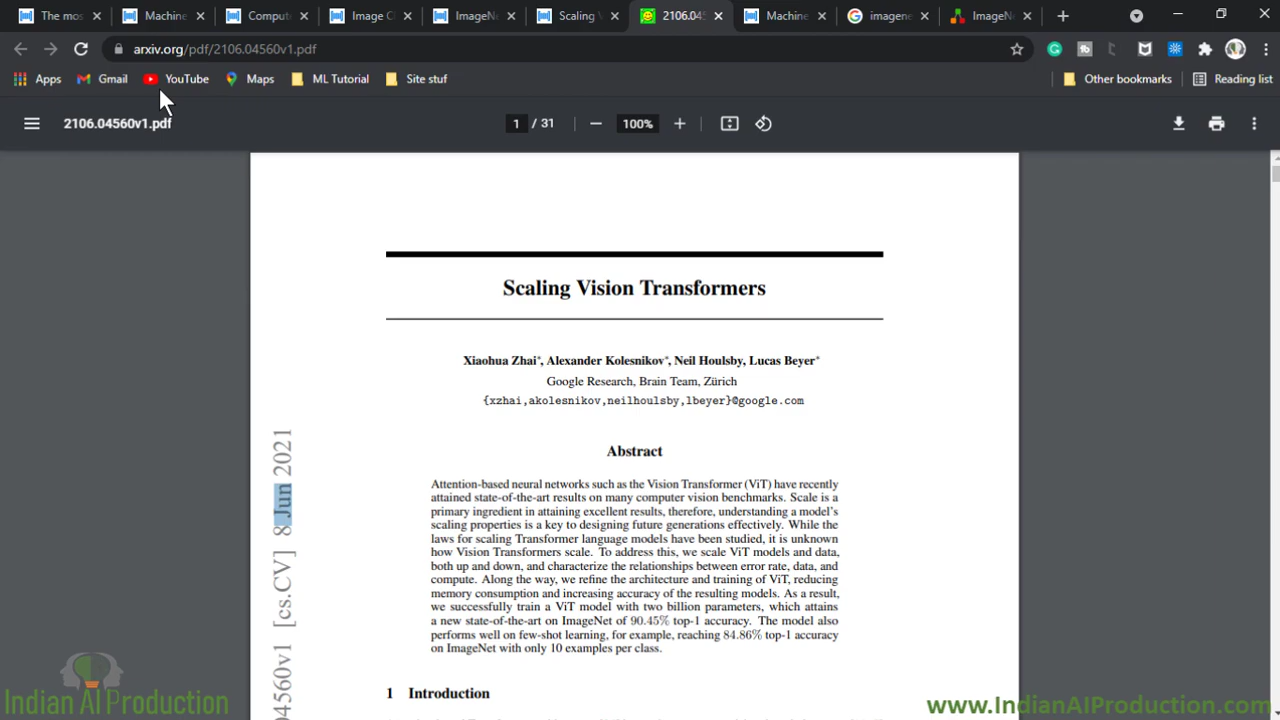 The mos
Machine
Compute
Image Cl
ImageNe
Scaling V
2106.045
Machine
imagene
ImageNe
arxiv.org/pdf/2106.04560v1.pdf
Apps
Gmail
YouTube
Maps
ML Tutorial
Site stuf
Other bookmarks
Reading list
2106.04560v1.pdf
1 / 31
100%
Scaling Vision Transformers
Xiaohua Zhai*, Alexander Kolesnikov*, Neil Houlsby, Lucas Beyer*
Google Research, Brain Team, Zürich
{xzhai,akolesnikov,neilhoulsby,lbeyer}@google.com
Abstract
Attention-based neural networks such as the Vision Transformer (ViT) have recently
attained state-of-the-art results on many computer vision benchmarks. Scale is a
primary ingredient in attaining excellent results, therefore, understanding a model's
scaling properties is a key to designing future generations effectively. While the
laws for scaling Transformer language models have been studied, it is unknown
how Vision Transformers scale. To address this, we scale ViT models and data,
both up and down, and characterize the relationships between error rate, data, and
compute. Along the way, we refine the architecture and training of ViT, reducing
memory consumption and increasing accuracy of the resulting models. As a result,
we successfully train a ViT model with two billion parameters, which attains
a new state-of-the-art on ImageNet of 90.45% top-1 accuracy. The model also
performs well on few-shot learning, for example, reaching 84.86% top-1 accuracy
on ImageNet with only 10 examples per class.
1 Introduction
04560v1 [cs.CV] 8 Jun 2021
Indian AI Production
www.IndianAIProduction.com